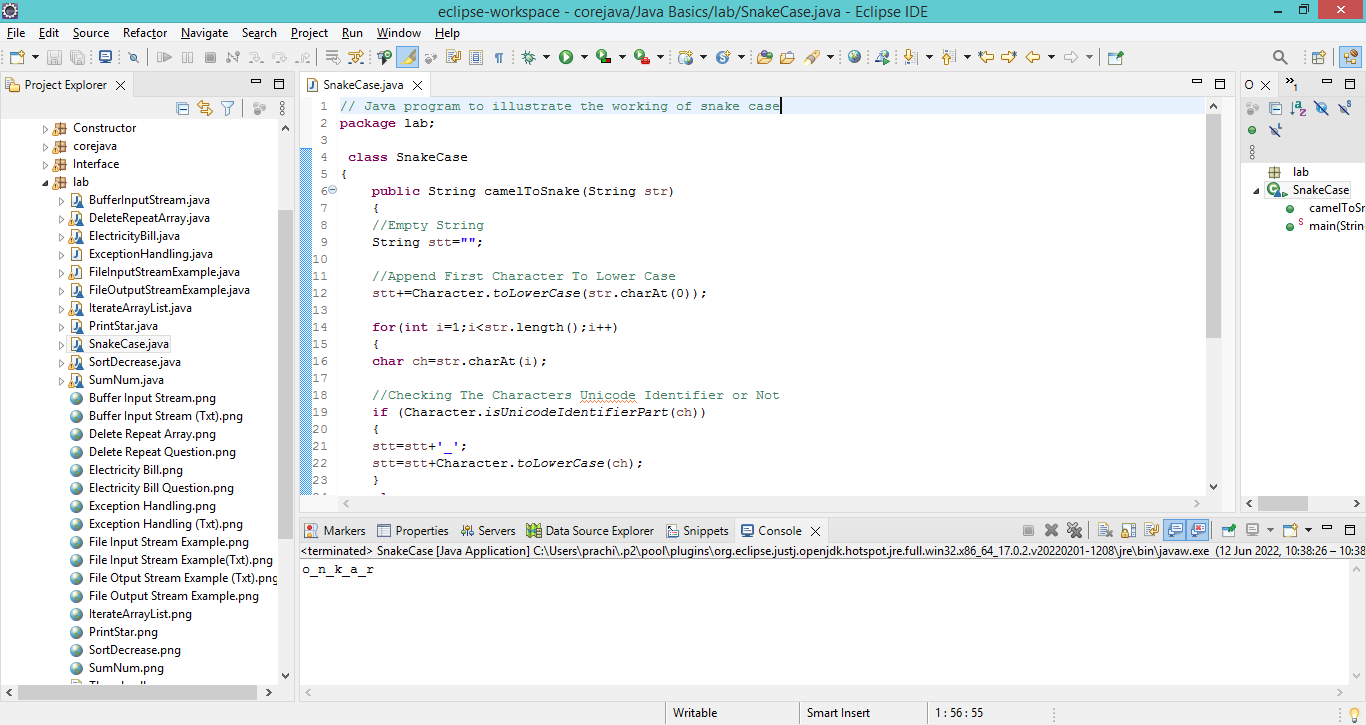 eclipse-workspace - corejava/Java Basics/lab/SnakeCase.java - Eclipse IDE
File Edit Source Refactor Navigate Search Project Run Window Help
Project Explorer
Constructor
corejava
Interface
lab
BufferInputStream.java
DeleteRepeatArray.java
ElectricityBill.java
ExceptionHandling.java
FileInputStreamExample.java
FileOutputStreamExample.java
IterateArrayList.java
PrintStar.java
SnakeCase.java
SortDecrease.java
SumNum.java
Buffer Input Stream.png
Buffer Input Stream (Txt).png
Delete Repeat Array.png
Delete Repeat Question.png
Electricity Bill.png
Electricity Bill Question.png
Exception Handling.png
Exception Handling (Txt).png
File Input Stream Example.png
File Input Stream Example(Txt).png
File Otput Stream Example (Txt).png
File Output Stream Example.png
IterateArrayList.png
PrintStar.png
SortDecrease.png
SumNum.png
SnakeCase.java
1 // Java program to illustrate the working of snake case
2 package lab;
3
4 class SnakeCase
5 {
6 public String camelToSnake(String str)
7 {
8 //Empty String
9 String stt="";
10
11 //Append First Character To Lower Case
12 stt+=Character.toLowerCase(str.charAt(0));
13
14 for(int i=1;i<str.length();i++)
15 {
16 char ch=str.charAt(i);
17
18 //Checking The Characters Unicode Identifier or Not
19 if (Character.isUnicodeIdentifierPart(ch))
20 {
21 stt=stt+'_';
22 stt=stt+Character.toLowerCase(ch);
23 }
O
lab
SnakeCase
camelToSn
main(Strin
Markers Properties Servers Data Source Explorer Snippets Console
<terminated> SnakeCase [Java Application] C:\Users\prachi\.p2\pool\plugins\org.eclipse.justj.openjdk.hotspot.jre.full.win32.x86_64_17.0.2.v20220201-1208\jre\bin\javaw.exe (12 Jun 2022, 10:38:26 – 10:38
o_n_k_a_r
Writable Smart Insert 1 : 56 : 55